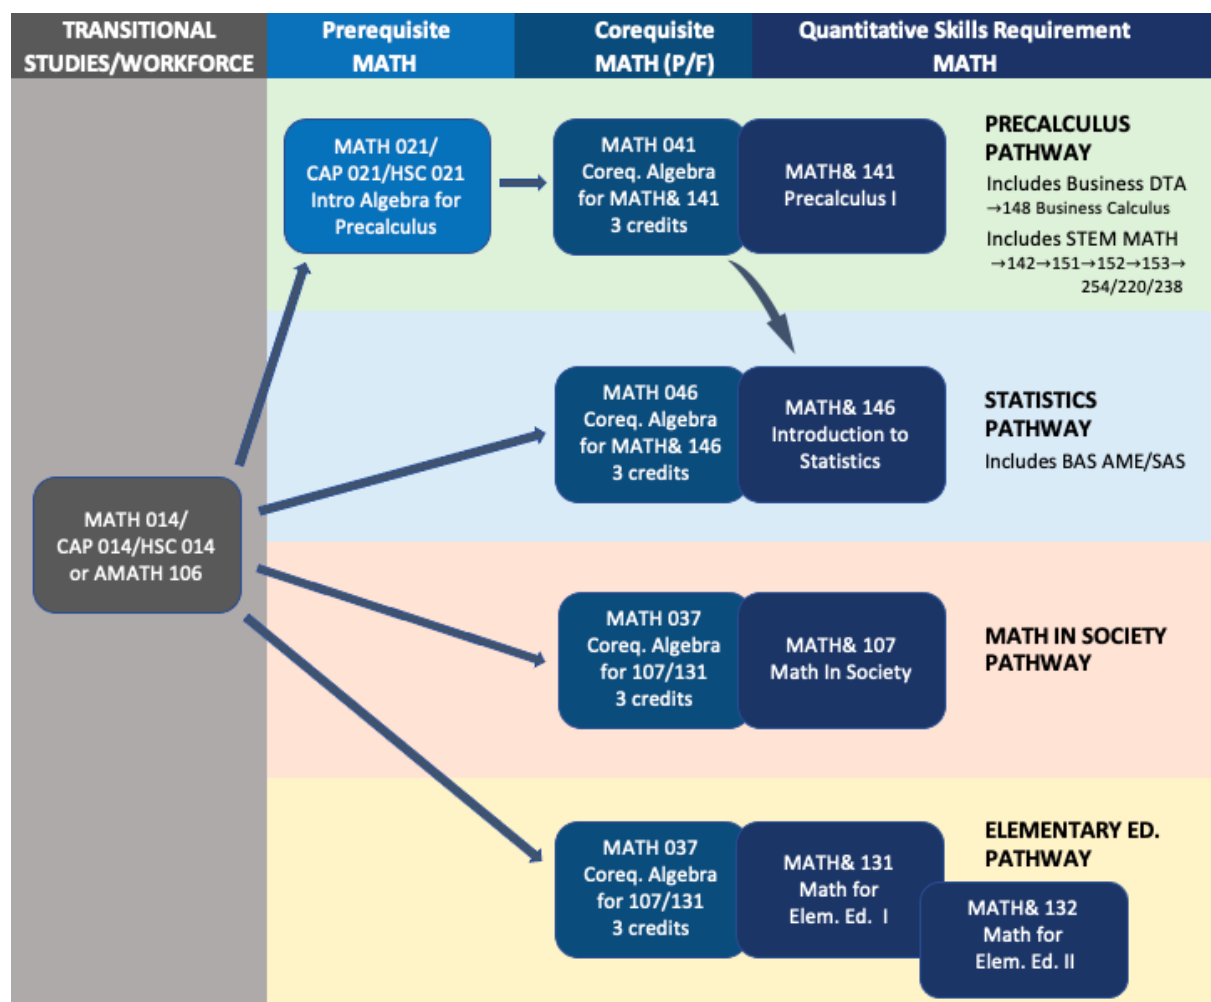 TRANSITIONAL
STUDIES/WORKFORCE
Prerequisite
MATH
Corequisite
MATH (P/F)
Quantitative Skills Requirement
MATH
MATH 021/
CAP 021/HSC 021
Intro Algebra for
Precalculus
MATH 041
Coreq. Algebra
for MATH& 141
3 credits
MATH& 141
Precalculus I
PRECALCULUS
PATHWAY
Includes Business DTA
→148 Business Calculus
Includes STEM MATH
→142→151→152→153→
254/220/238
MATH 046
Coreq. Algebra
for MATH& 146
3 credits
MATH& 146
Introduction to
Statistics
STATISTICS
PATHWAY
Includes BAS AME/SAS
MATH 014/
CAP 014/HSC 014
or AMATH 106
MATH 037
Coreq. Algebra
for 107/131
3 credits
MATH& 107
Math In Society
MATH IN SOCIETY
PATHWAY
MATH 037
Coreq. Algebra
for 107/131
3 credits
MATH& 131
Math for
Elem. Ed. I
ELEMENTARY ED.
PATHWAY
MATH& 132
Math for
Elem. Ed. II